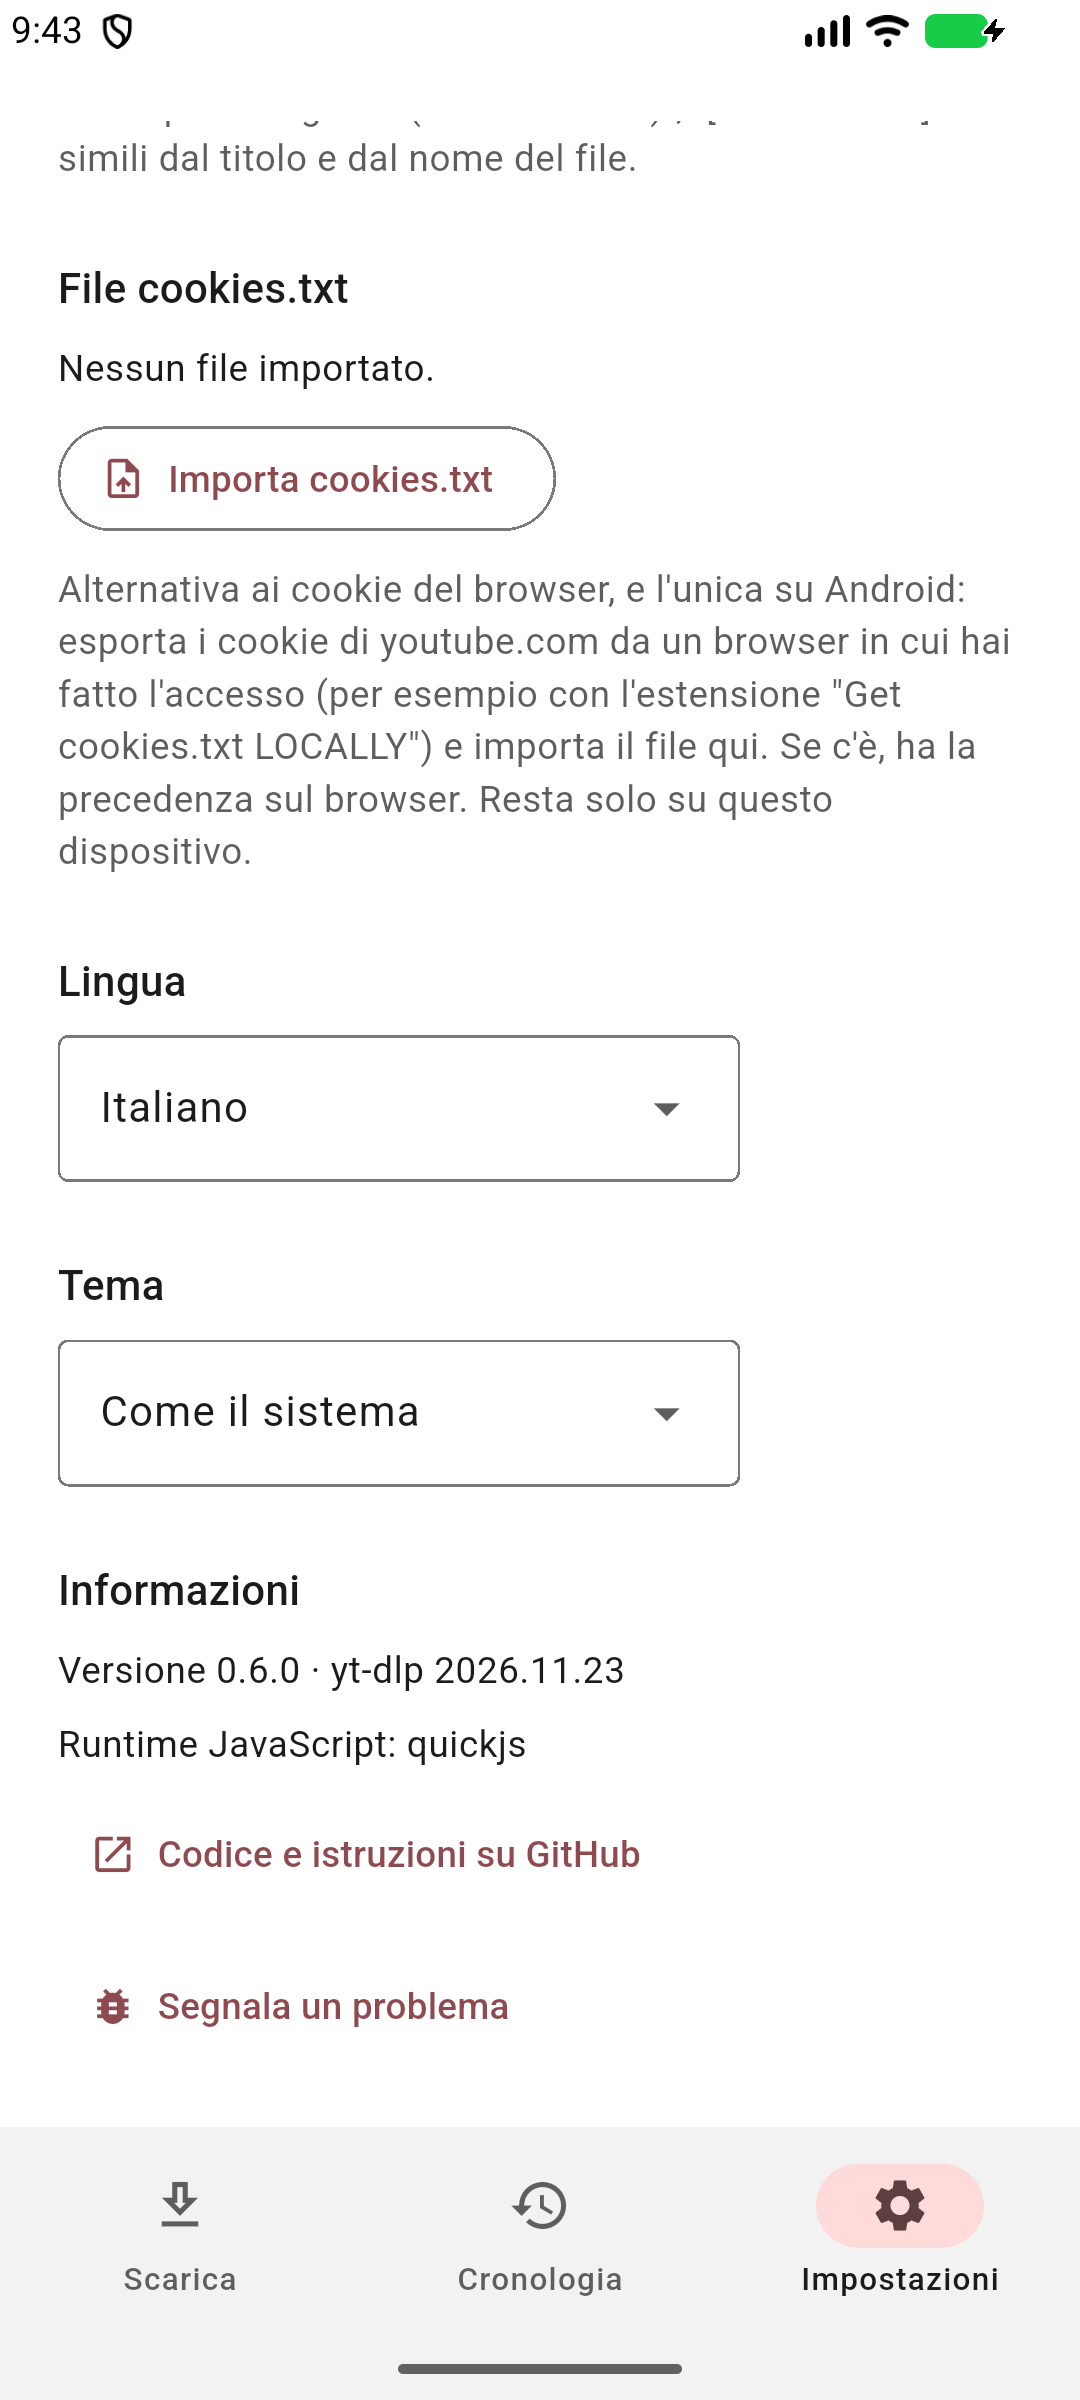 9:43
simili dal titolo e dal nome del file.
File cookies.txt
Nessun file importato.
Importa cookies.txt
Alternativa ai cookie del browser, e l'unica su Android:
esporta i cookie di youtube.com da un browser in cui hai
fatto l'accesso (per esempio con l'estensione "Get
cookies.txt LOCALLY") e importa il file qui. Se c'è, ha la
precedenza sul browser. Resta solo su questo
dispositivo.
Lingua
Italiano
Tema
Come il sistema
Informazioni
Versione 0.6.0 · yt-dlp 2026.11.23
Runtime JavaScript: quickjs
Codice e istruzioni su GitHub
Segnala un problema
Scarica
Cronologia
Impostazioni